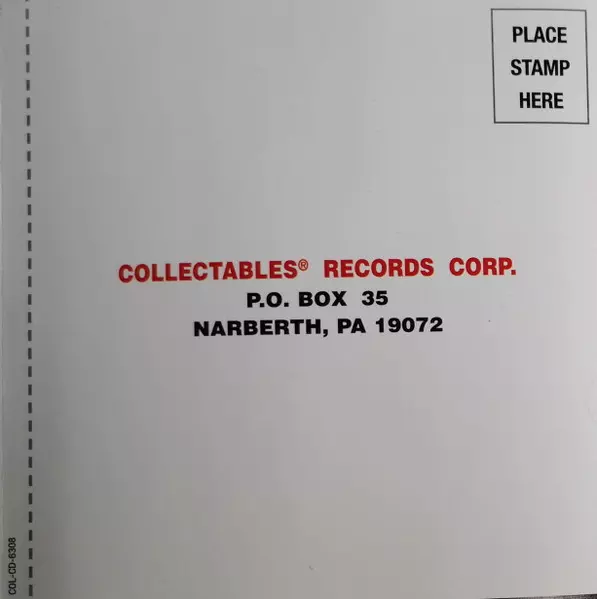 PLACE
STAMP
HERE
COLLECTABLES® RECORDS CORP.
P.O. BOX 35
NARBERTH, PA 19072
COL-CD-6308